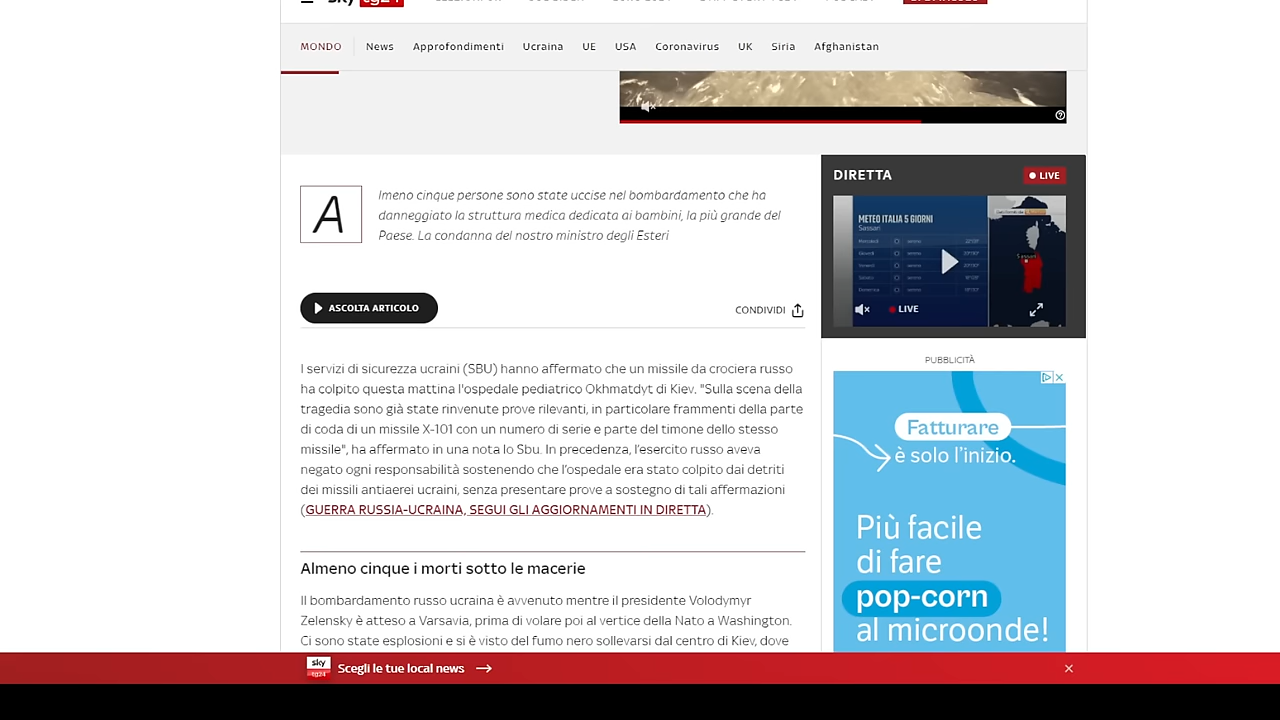 sky tg24
MONDO News Approfondimenti Ucraina UE USA Coronavirus UK Siria Afghanistan
A
lmeno cinque persone sono state uccise nel bombardamento che ha
danneggiato la struttura medica dedicata ai bambini, la più grande del
Paese. La condanna del nostro ministro degli Esteri
ASCOLTA ARTICOLO
CONDIVIDI
I servizi di sicurezza ucraini (SBU) hanno affermato che un missile da crociera russo
ha colpito questa mattina l'ospedale pediatrico Okhmatdyt di Kiev. "Sulla scena della
tragedia sono già state rinvenute prove rilevanti, in particolare frammenti della parte
di coda di un missile X-101 con un numero di serie e parte del timone dello stesso
missile", ha affermato in una nota lo Sbu. In precedenza, l’esercito russo aveva
negato ogni responsabilità sostenendo che l’ospedale era stato colpito dai detriti
dei missili antiaerei ucraini, senza presentare prove a sostegno di tali affermazioni
(GUERRA RUSSIA-UCRAINA, SEGUI GLI AGGIORNAMENTI IN DIRETTA).
Almeno cinque i morti sotto le macerie
Il bombardamento russo ucraina è avvenuto mentre il presidente Volodymyr
Zelensky è atteso a Varsavia, prima di volare poi al vertice della Nato a Washington.
Ci sono state esplosioni e si è visto del fumo nero sollevarsi dal centro di Kiev, dove
DIRETTA
LIVE
METEO ITALIA 5 GIORNI
Sassari
LIVE
PUBBLICITÀ
Fatturare
è solo l'inizio.
Più facile
di fare
pop-corn
al microonde!
sky tg24 Scegli le tue local news